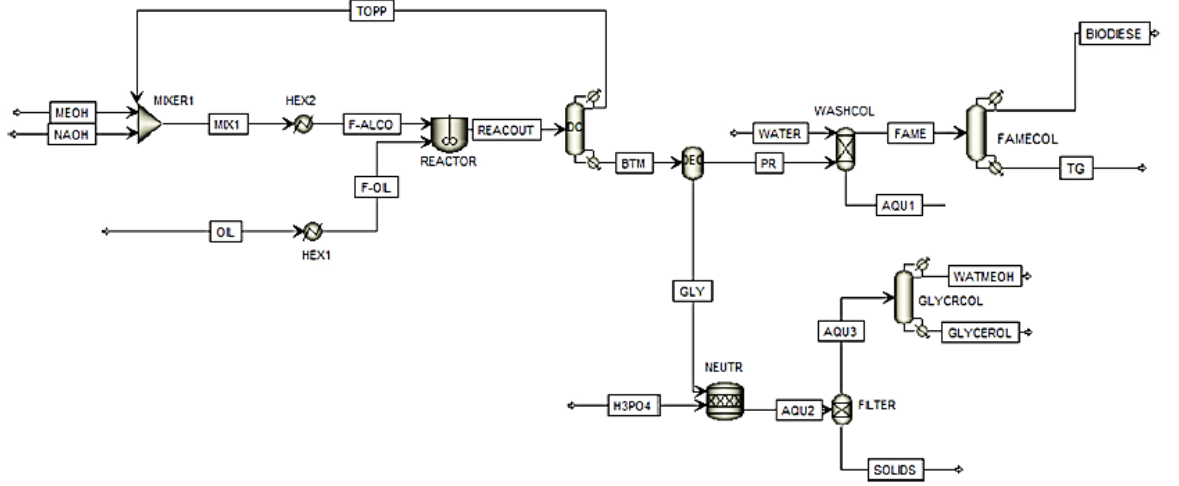 TOPP
BIODIESE
MIXER1
MEOH
NAOH
MIX1
HEX2
F-ALCO
REACTOR
REACOUT
DC
WASHCOL
WATER
FAME
FAMECOL
BTM
DEC
PR
TG
F-OIL
AQU1
OIL
HEX1
GLY
WATMEOH
GLYCRCOL
AQU3
GLYCEROL
NEUTR
H3PO4
AQU2
FILTER
SOLIDS